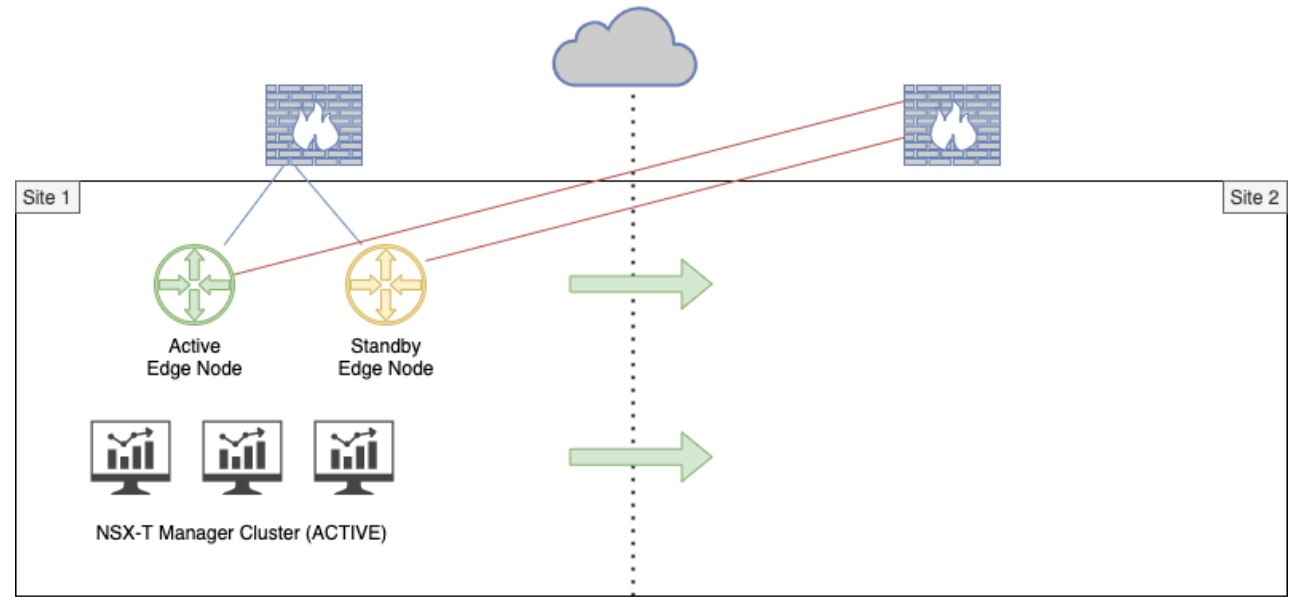 Site 1
Site 2
Active
Edge Node
Standby
Edge Node
NSX-T Manager Cluster (ACTIVE)